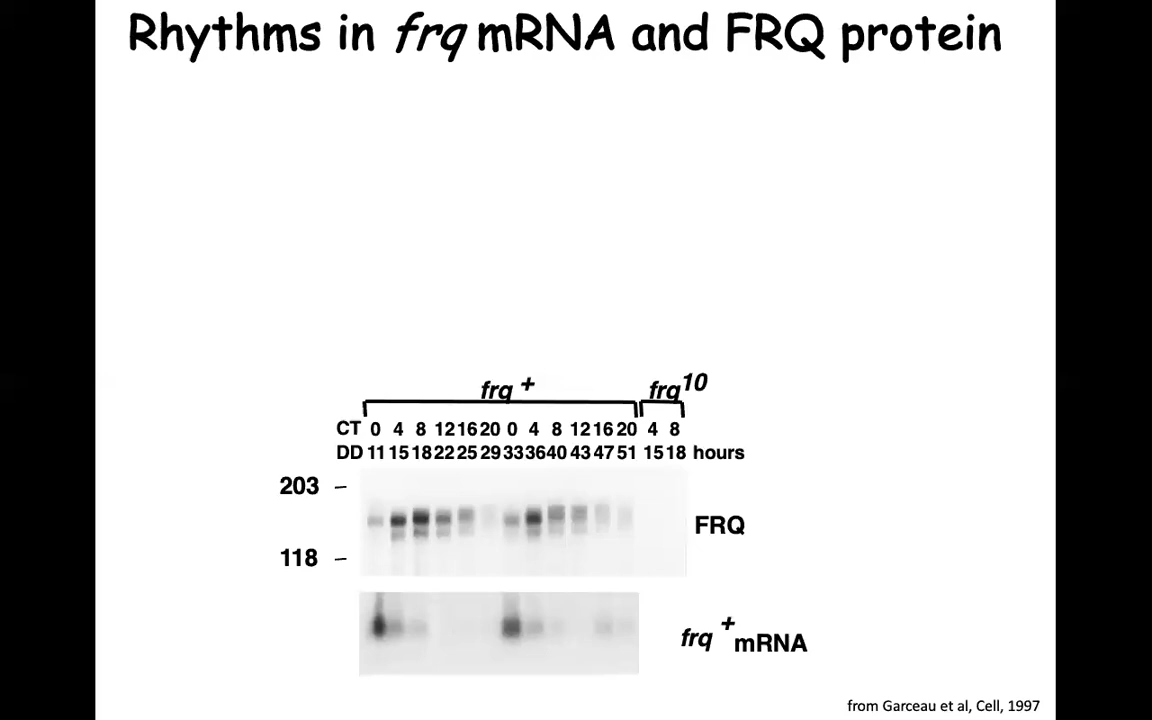 Rhythms in frq mRNA and FRQ protein
frq + frq10
CT 0 4 8 12 16 20 0 4 8 12 16 20 4 8
DD 11 15 18 22 25 29 33 36 40 43 47 51 15 18 hours
203 –
FRQ
118 –
frq + mRNA
from Garceau et al, Cell, 1997